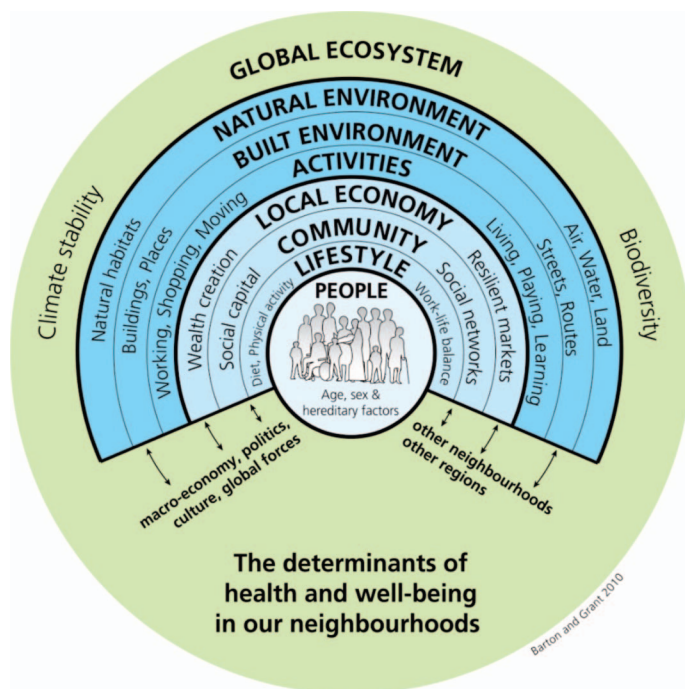 GLOBAL ECOSYSTEM
NATURAL ENVIRONMENT
BUILT ENVIRONMENT
ACTIVITIES
LOCAL ECONOMY
COMMUNITY
LIFESTYLE
PEOPLE
Age, sex &
hereditary factors
Climate stability
Natural habitats
Buildings, Places
Working, Shopping, Moving
Wealth creation
Social capital
Diet, Physical activity
Work-life balance
Social networks
Resilient markets
Living, Playing, Learning
Streets, Routes
Air, Water, Land
Biodiversity
macro-economy, politics,
culture, global forces
other neighbourhoods
other regions
The determinants of
health and well-being
in our neighbourhoods
Barton and Grant 2010